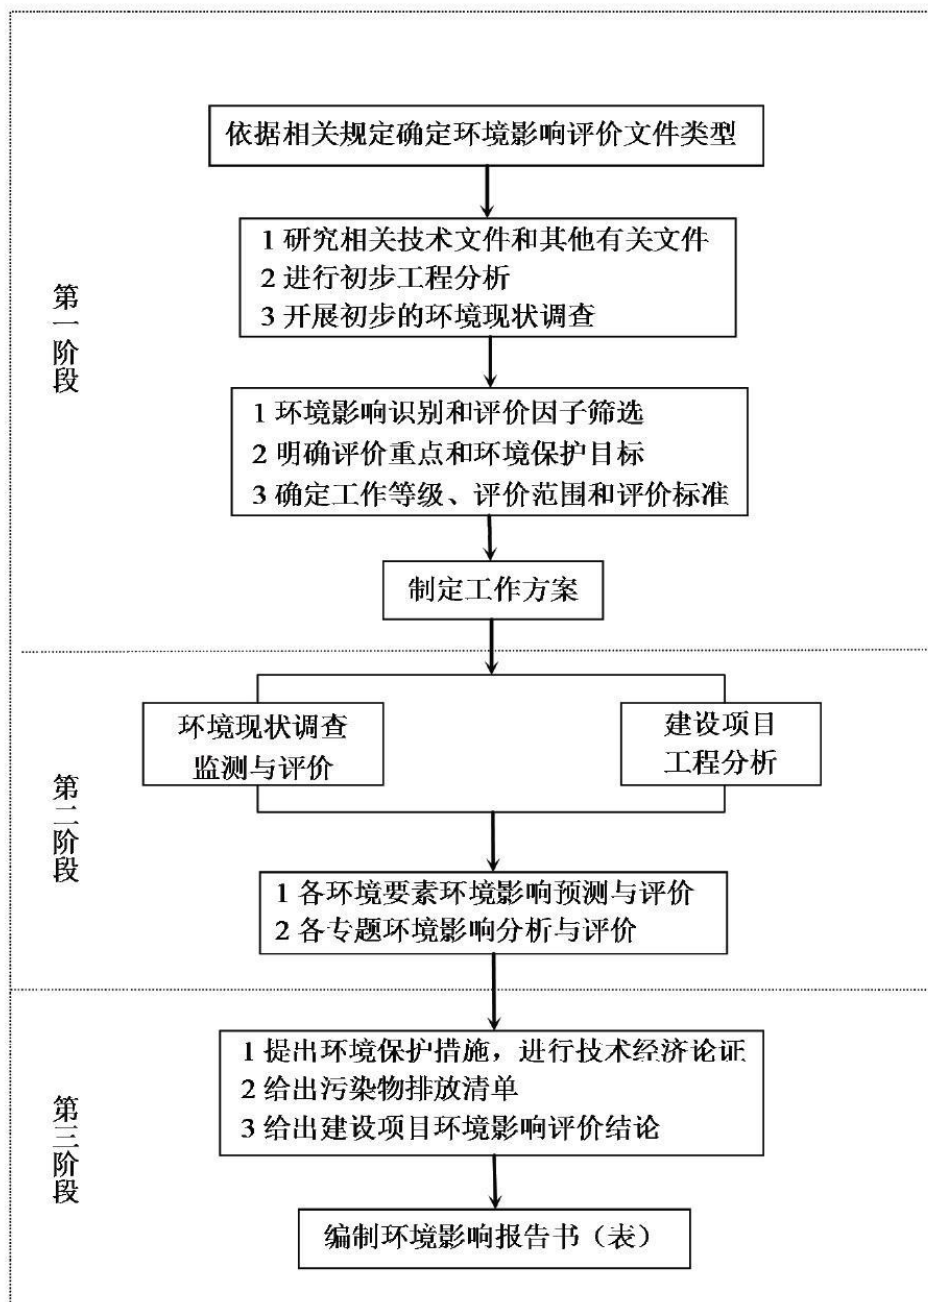 依据相关规定确定环境影响评价文件类型
1 研究相关技术文件和其他有关文件
2 进行初步工程分析
3 开展初步的环境现状调查
第一阶段
1 环境影响识别和评价因子筛选
2 明确评价重点和环境保护目标
3 确定工作等级、评价范围和评价标准
制定工作方案
环境现状调查
监测与评价
建设项目
工程分析
第二阶段
1 各环境要素环境影响预测与评价
2 各专题环境影响分析与评价
1 提出环境保护措施，进行技术经济论证
2 给出污染物排放清单
3 给出建设项目环境影响评价结论
第三阶段
编制环境影响报告书（表）